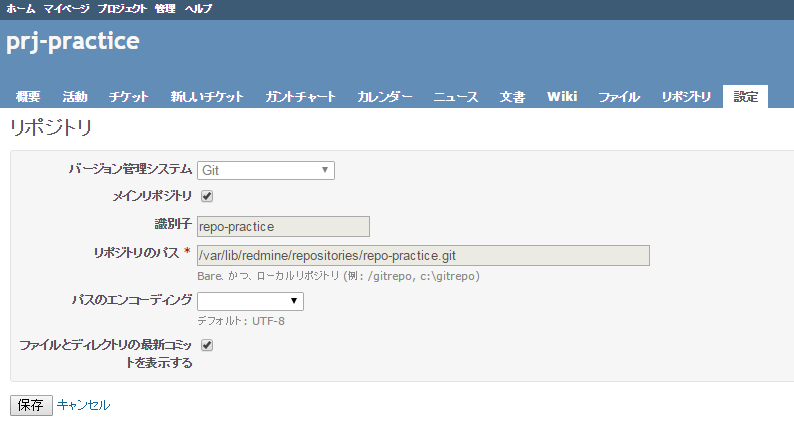 ホーム マイページ プロジェクト 管理 ヘルプ
prj-practice
概要 活動 チケット 新しいチケット ガントチャート カレンダー ニュース 文書 Wiki ファイル リポジトリ 設定
リポジトリ
バージョン管理システム Git
メインリポジトリ
識別子 repo-practice
リポジトリのパス * /var/lib/redmine/repositories/repo-practice.git
Bare、かつ、ローカルリポジトリ (例: /gitrepo, c:\gitrepo)
パスのエンコーディング
デフォルト: UTF-8
ファイルとディレクトリの最新コミッ
トを表示する
保存 キャンセル